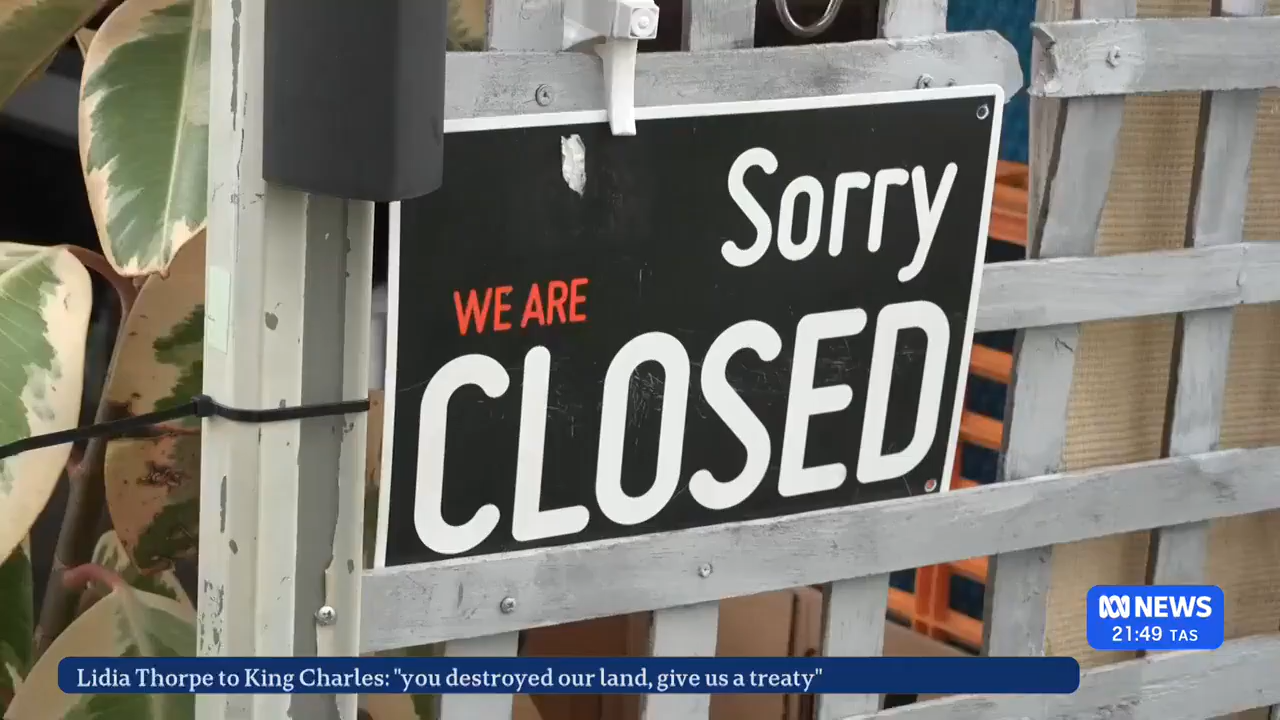 Sorry
WE ARE
CLOSED
NEWS
21:49 TAS
Lidia Thorpe to King Charles: "you destroyed our land, give us a treaty"